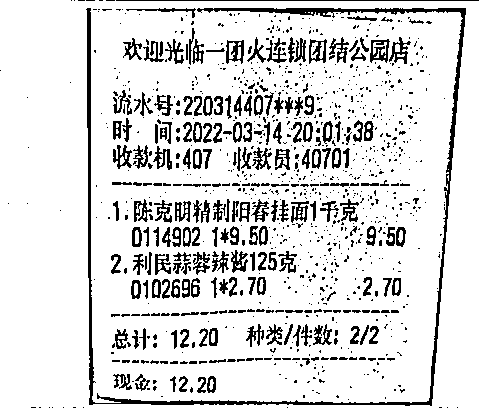 欢迎光临一团火连锁团结公园店
流水号:220314407***9
时 间:2022-03-14 20:01:38
收款机:407 收款员:40701
1.陈克明精制阳春挂面1千克
0114902 1*9.50 9.50
2.利民蒜蓉辣酱125克
0102696 1*2.70 2.70
总计: 12.20 种类/件数: 2/2
现金: 12.20